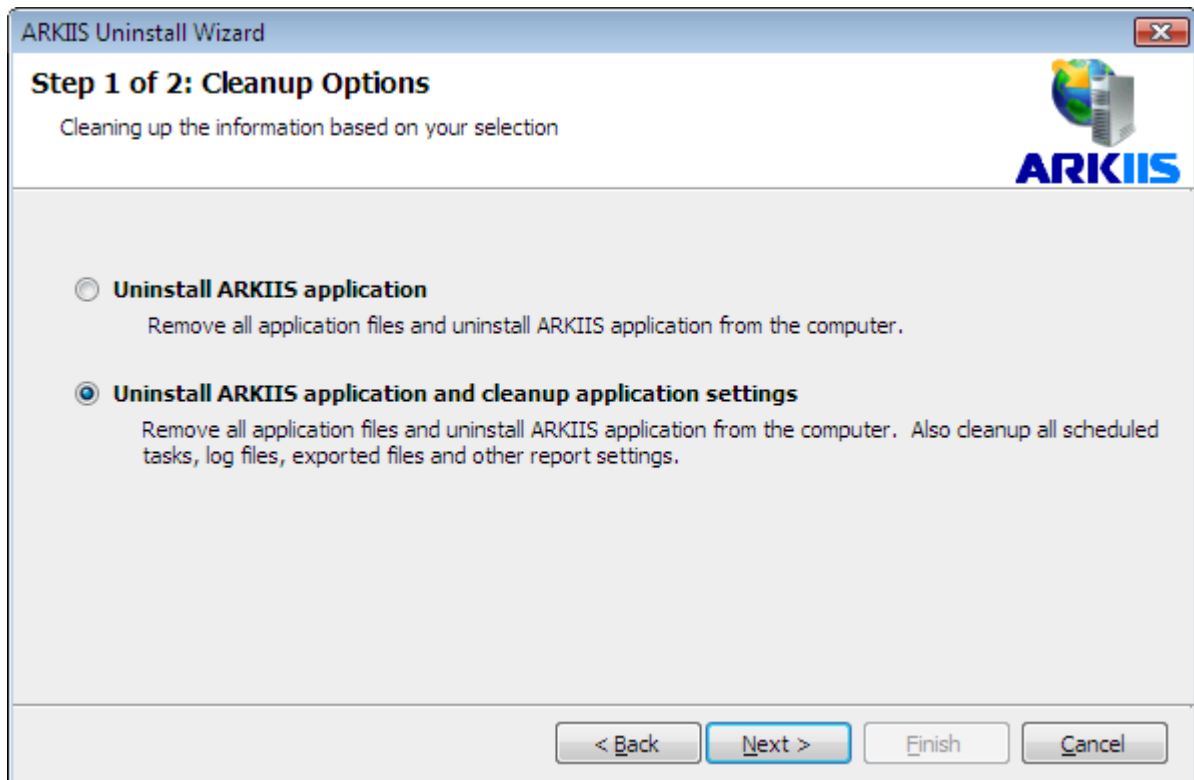 ARKIIS Uninstall Wizard
Step 1 of 2: Cleanup Options
Cleaning up the information based on your selection
ARKIIS
Uninstall ARKIIS application
Remove all application files and uninstall ARKIIS application from the computer.
Uninstall ARKIIS application and cleanup application settings
Remove all application files and uninstall ARKIIS application from the computer.  Also cleanup all scheduled
tasks, log files, exported files and other report settings.
< Back Next > Finish Cancel